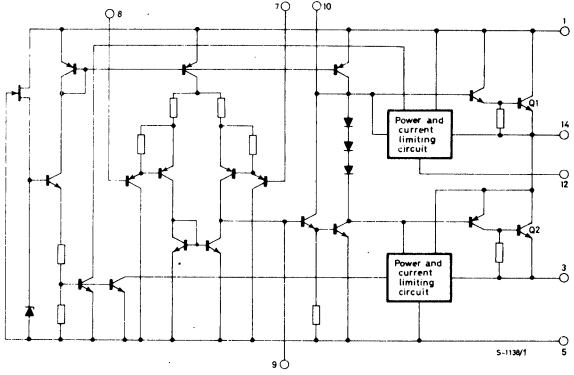 8
7
10
1
Q1
14
Power and
current
limiting
circuit
12
Q2
Power and
current
limiting
circuit
3
S-1138/1
5
9